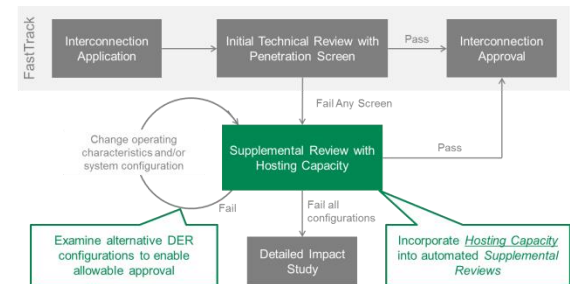 FastTrack
Interconnection
Application
Initial Technical Review with
Penetration Screen
Pass
Interconnection
Approval
Fail Any Screen
Change operating
characteristics and/or
system configuration
Supplemental Review with
Hosting Capacity
Pass
Fail
Fail all
configurations
Examine alternative DER
configurations to enable
allowable approval
Detailed Impact
Study
Incorporate Hosting Capacity
into automated Supplemental
Reviews